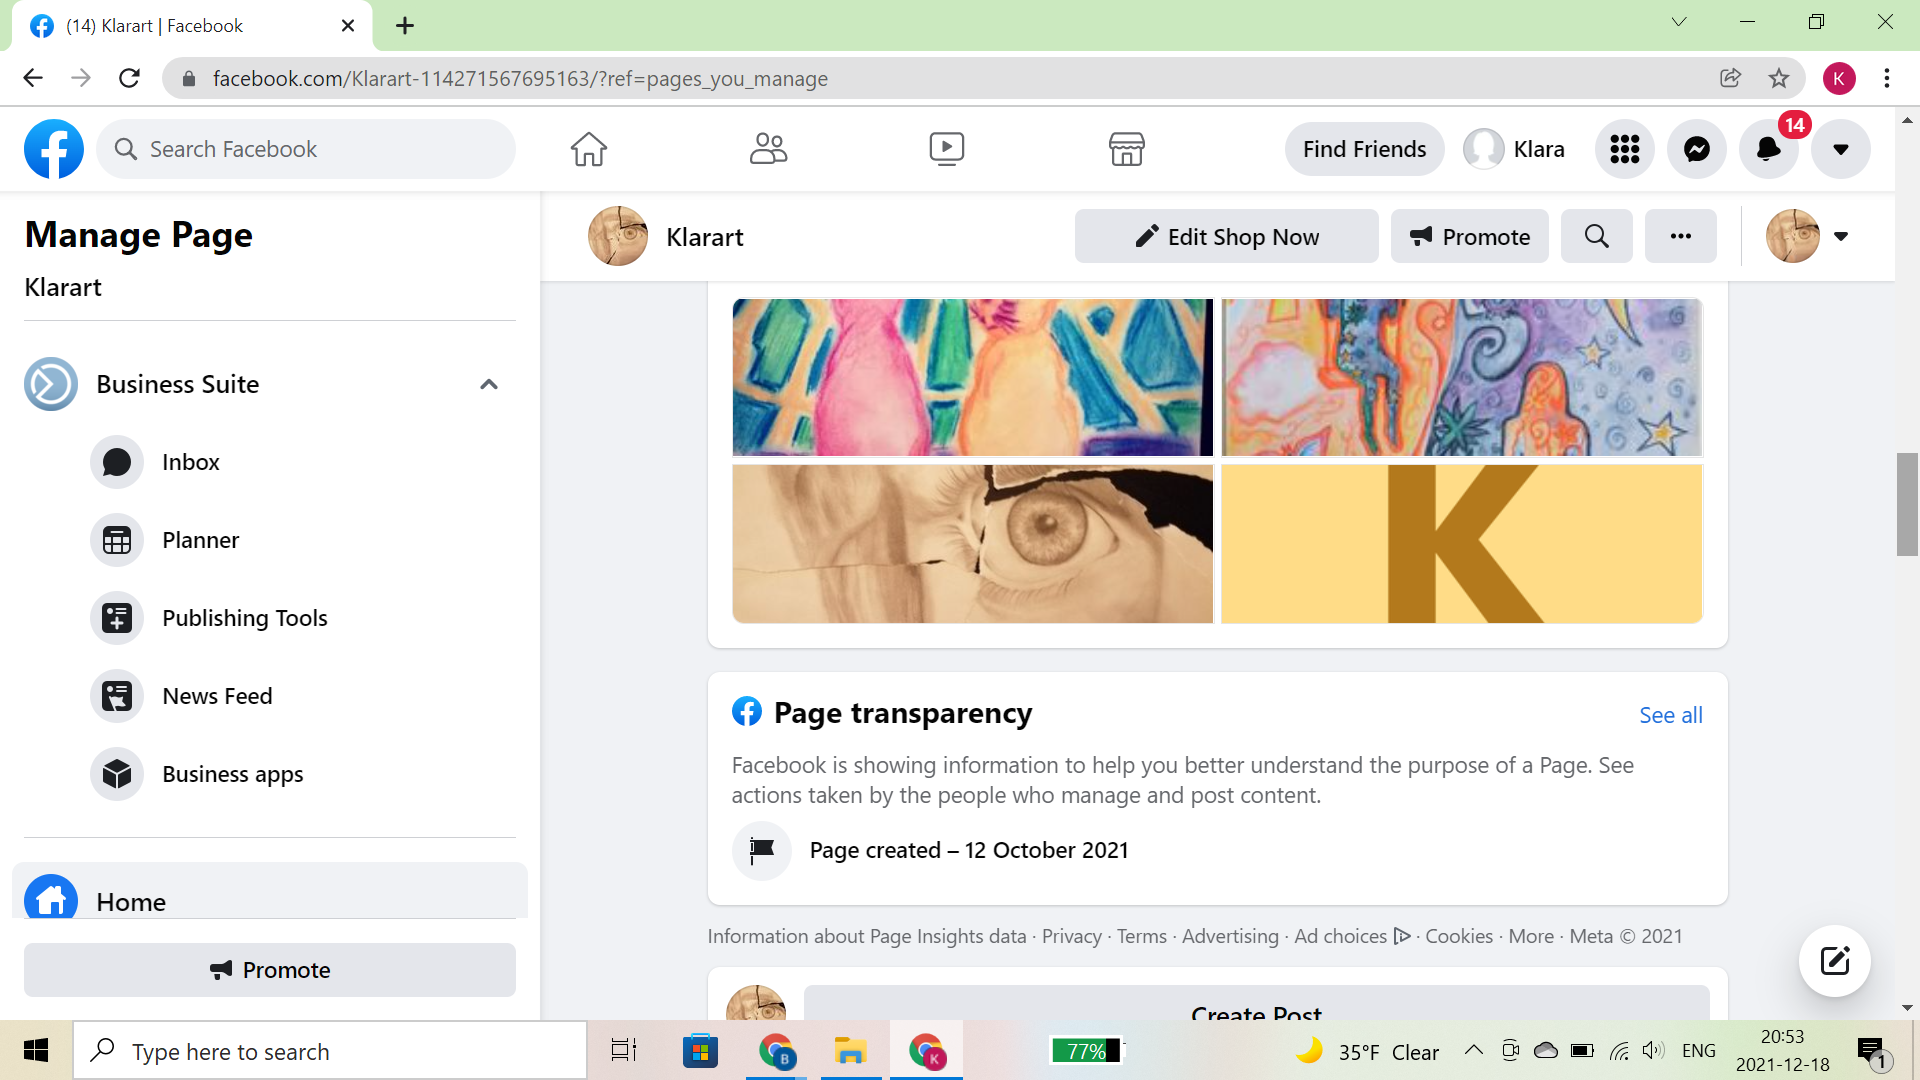 (14) Klarart | Facebook
facebook.com/Klarart-114271567695163/?ref=pages_you_manage
K
Search Facebook
Find Friends
Klara
14
Manage Page
Klarart
Business Suite
Inbox
Planner
Publishing Tools
News Feed
Business apps
Home
Promote
Klarart
Edit Shop Now
Promote
K
Page transparency
See all
Facebook is showing information to help you better understand the purpose of a Page. See
actions taken by the people who manage and post content.
Page created – 12 October 2021
Information about Page Insights data · Privacy · Terms · Advertising · Ad choices · Cookies · More · Meta © 2021
Create Post
Type here to search
B
K
77%
35°F Clear
ENG
20:53
2021-12-18
1